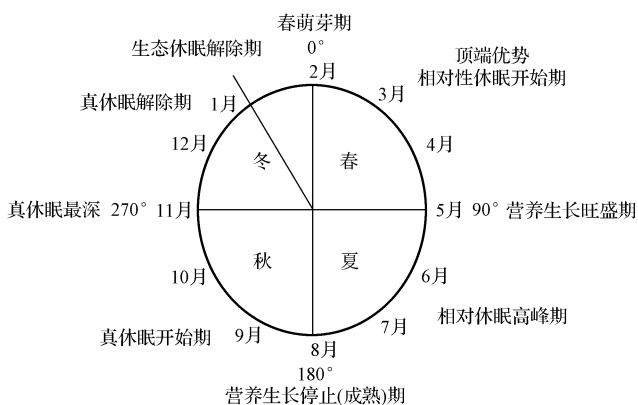 春萌芽期
0°
生态休眠解除期
顶端优势
相对性休眠开始期
2月
3月
真休眠解除期
1月
12月
4月
冬
春
真休眠最深 270° 11月
5月 90° 营养生长旺盛期
秋
夏
10月
6月
相对休眠高峰期
真休眠开始期
9月
7月
8月
180°
营养生长停止(成熟)期